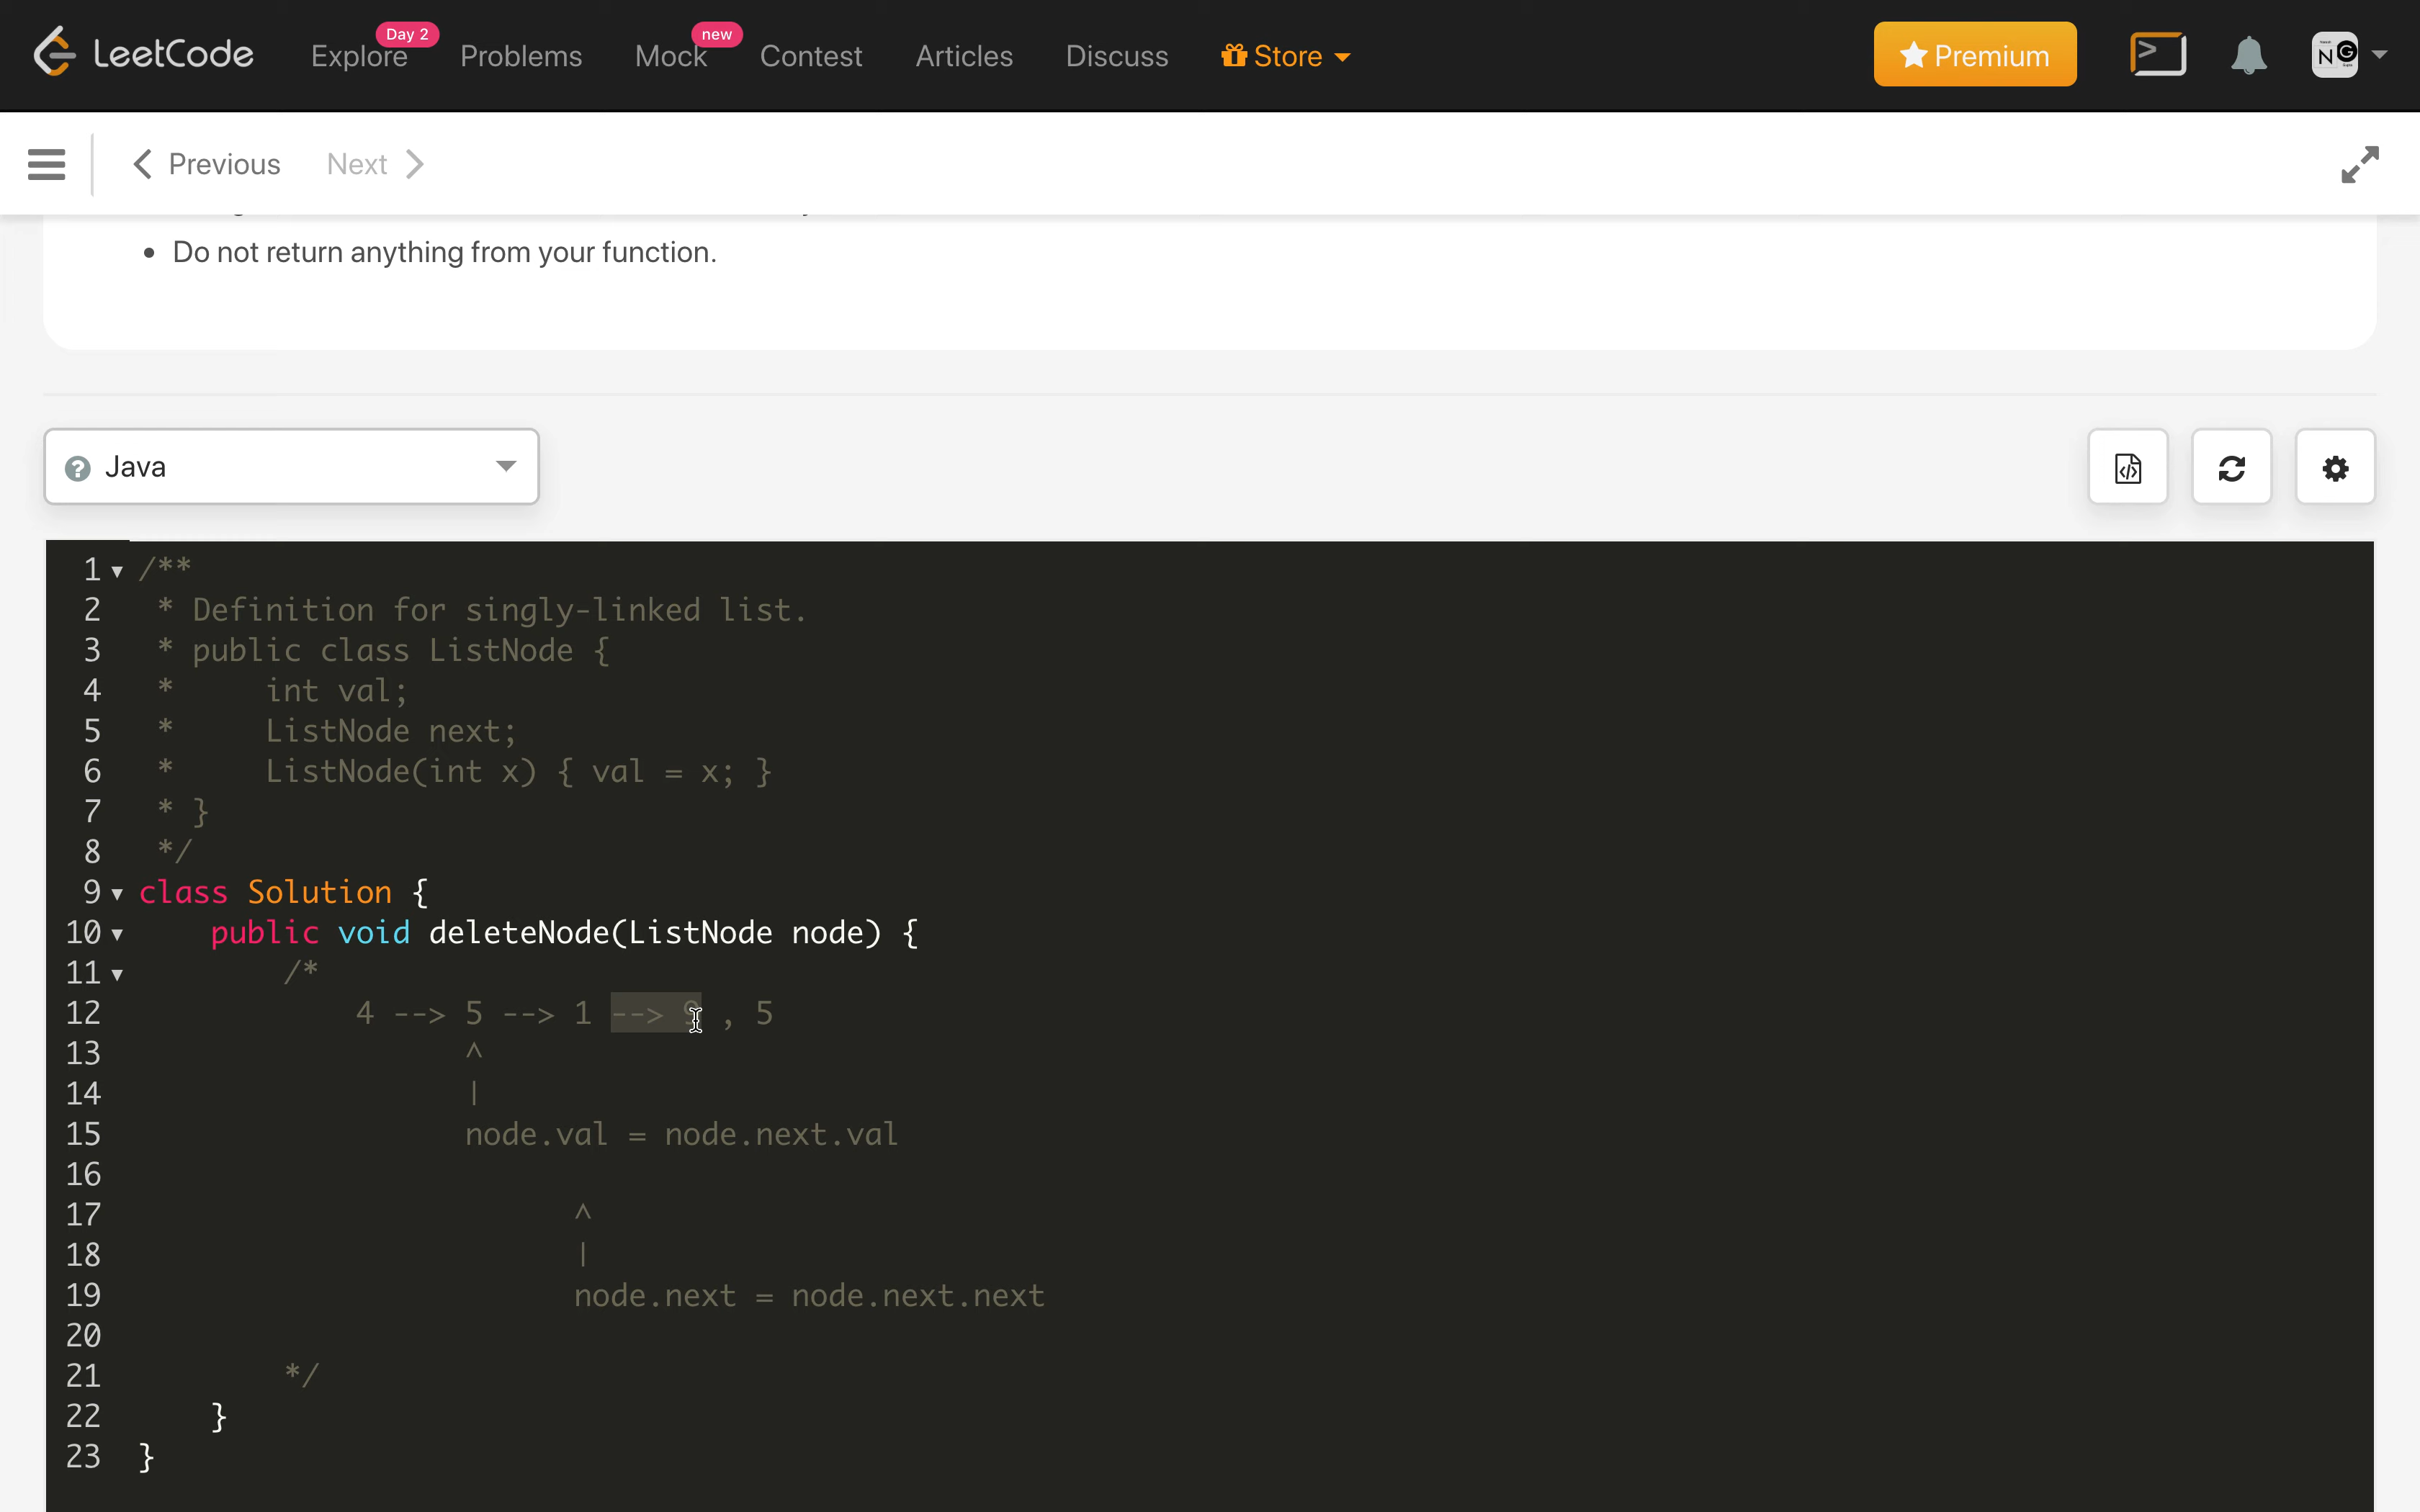 LeetCode Explore Day 2 Problems Mock new Contest Articles Discuss Store Premium N G
Previous Next
• Do not return anything from your function.
Java
1 /**
2 * Definition for singly-linked list.
3 * public class ListNode {
4 * int val;
5 * ListNode next;
6 * ListNode(int x) { val = x; }
7 * }
8 */
9 class Solution {
10 public void deleteNode(ListNode node) {
11 /*
12 4 --> 5 --> 1 --> 9 , 5
13 ^
14 |
15 node.val = node.next.val
16
17 ^
18 |
19 node.next = node.next.next
20
21 */
22 }
23 }